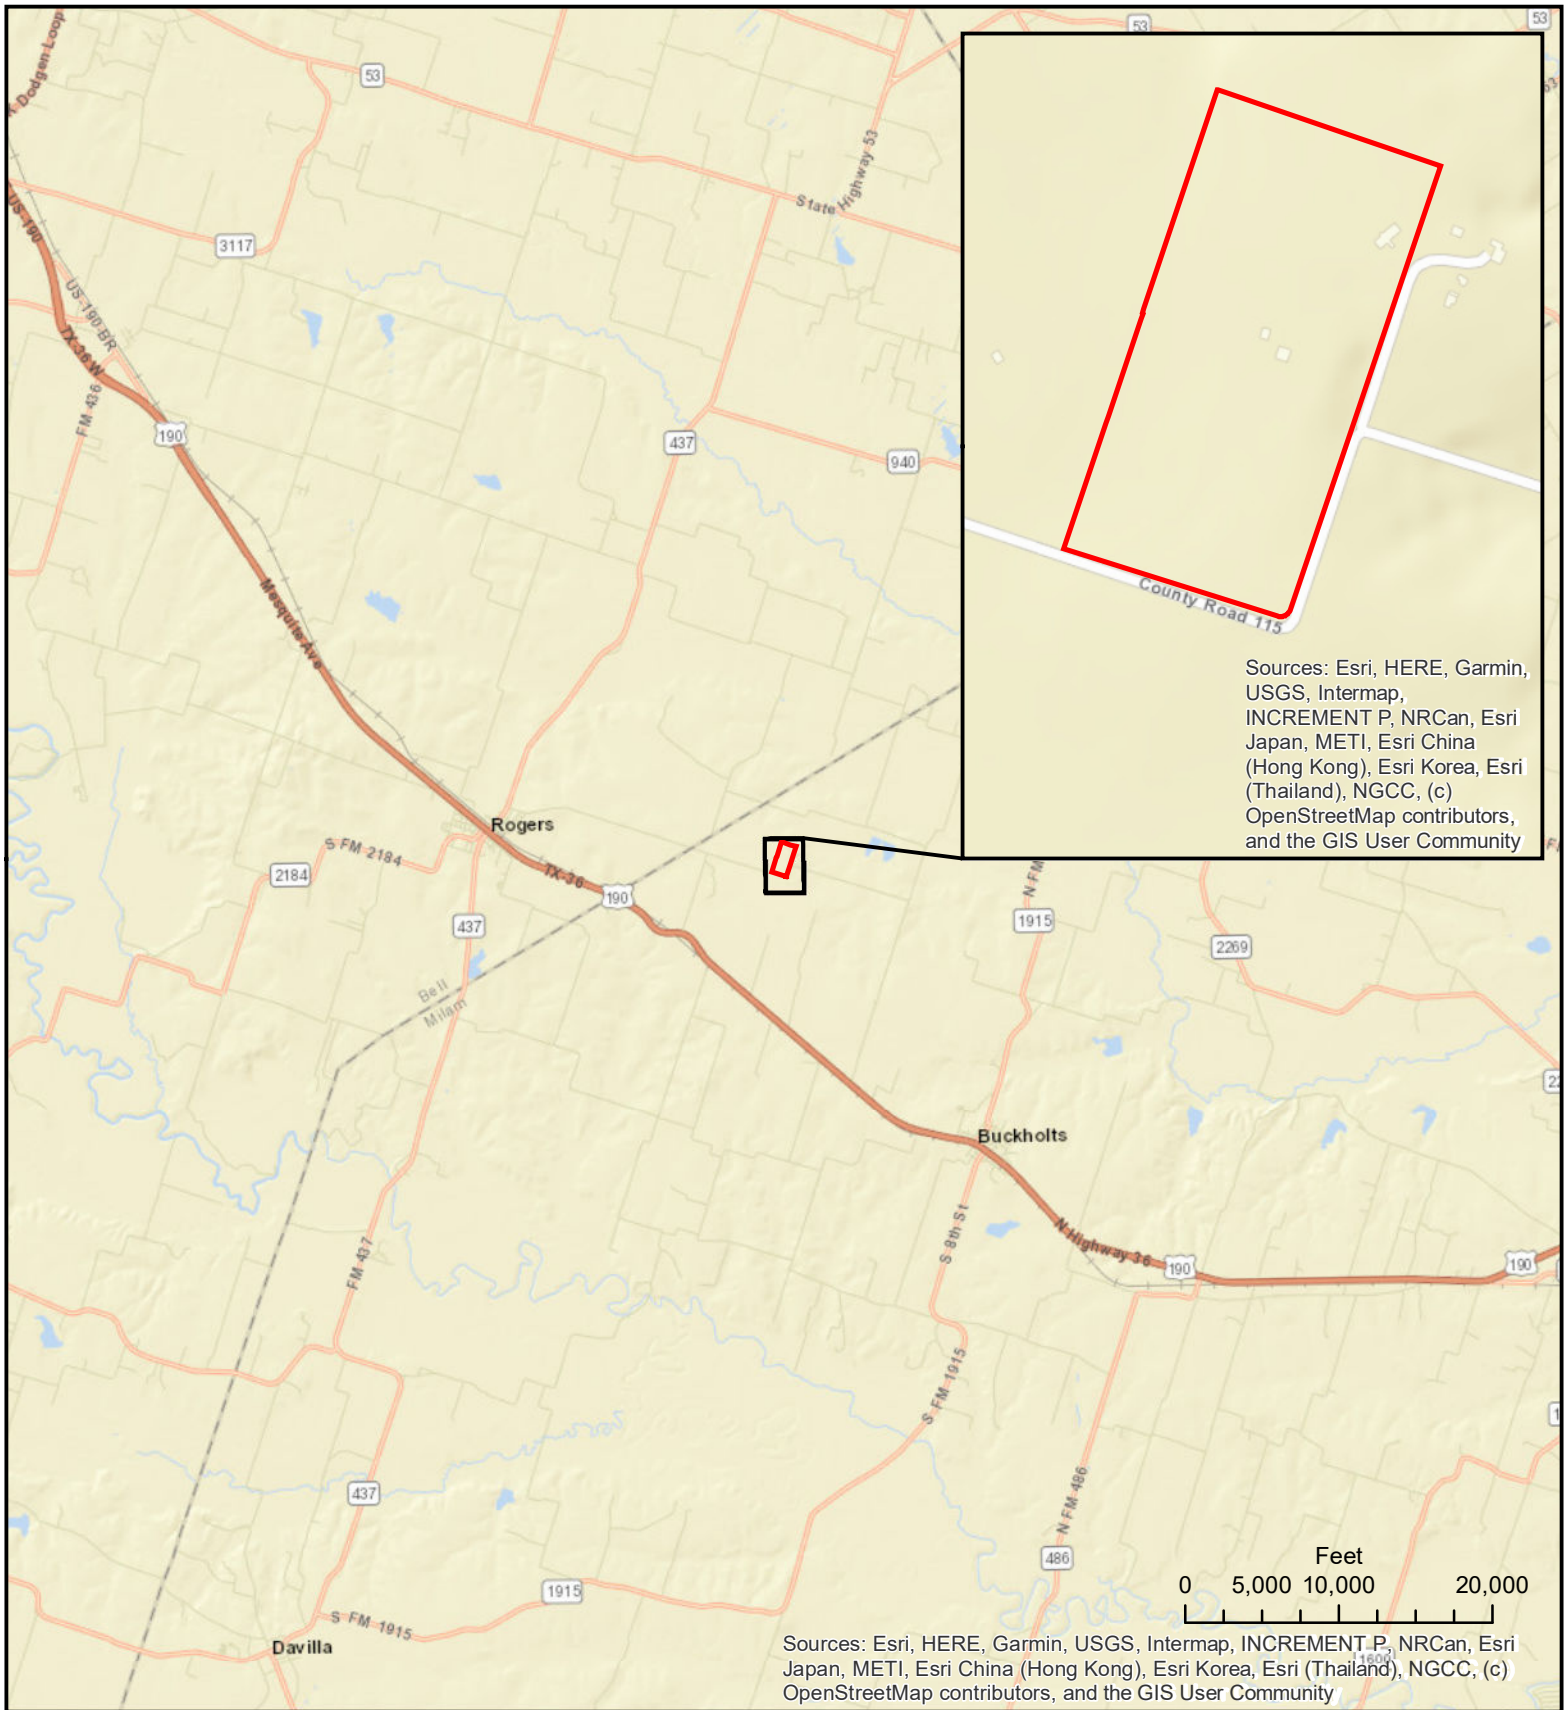 53
53
53
53
K Dodgen Loop
State Highway 53
US-190
3117
US-190 BR
TX-36 W
FM 436
190
437
940
County Road 115
Mesquite Ave
Sources: Esri, HERE, Garmin,
USGS, Intermap,
INCREMENT P, NRCan, Esri
Japan, METI, Esri China
(Hong Kong), Esri Korea, Esri
(Thailand), NGCC, (c)
OpenStreetMap contributors,
and the GIS User Community
Rogers
S FM 2184
2184
TX-36
190
N FM
1915
437
2269
Bell
Milam
Buckholts
S 8th St
N Highway 36
190
190
FM 437
S FM 1915
437
N FM 486
486
1915
S FM 1915
Davilla
Feet
0 5,000 10,000 20,000
1600
Sources: Esri, HERE, Garmin, USGS, Intermap, INCREMENT P, NRCan, Esri
Japan, METI, Esri China (Hong Kong), Esri Korea, Esri (Thailand), NGCC, (c)
OpenStreetMap contributors, and the GIS User Community